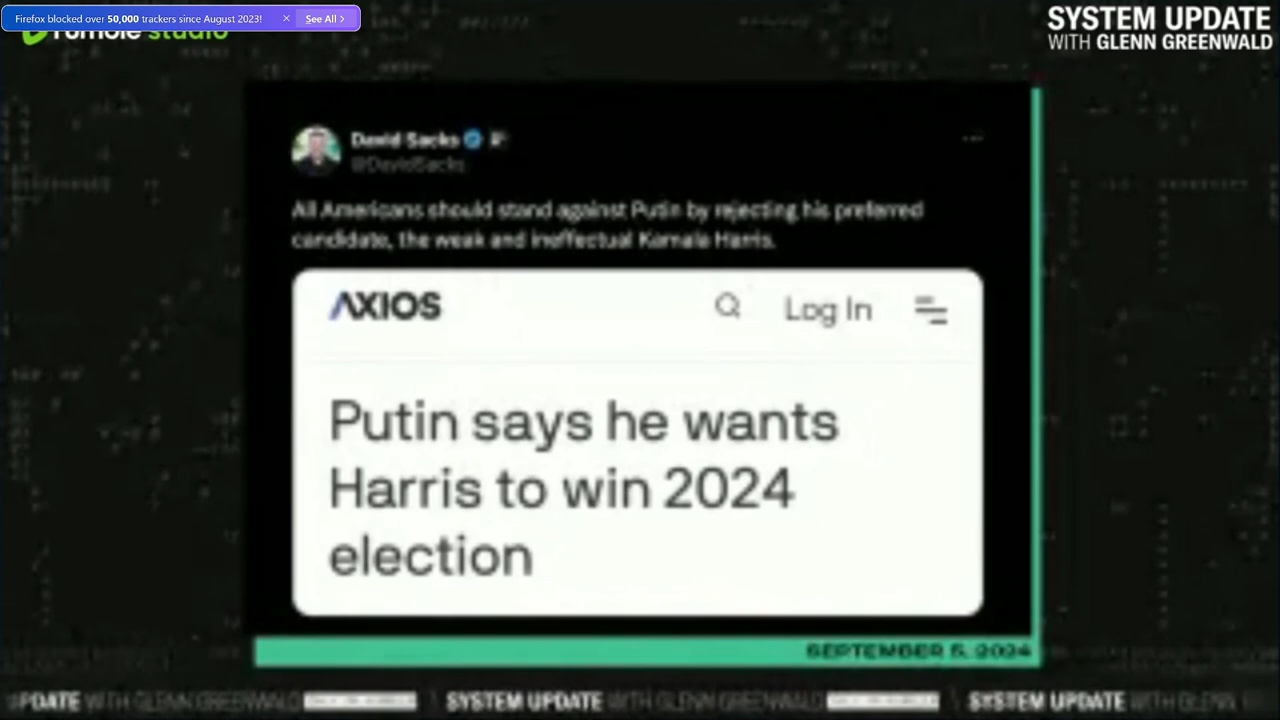 Firefox blocked over 50,000 trackers since August 2023! × See All >
rumble studio
SYSTEM UPDATE
WITH GLENN GREENWALD
David Sacks
@DavidSacks
All Americans should stand against Putin by rejecting his preferred
candidate, the weak and ineffectual Kamala Harris.
AXIOS
Log In
Putin says he wants
Harris to win 2024
election
SEPTEMBER 5, 2024
PDATE WITH GLENN GREENWALD SYSTEM UPDATE WITH GLENN GREENWALD SYSTEM UPDATE WITH GLENN